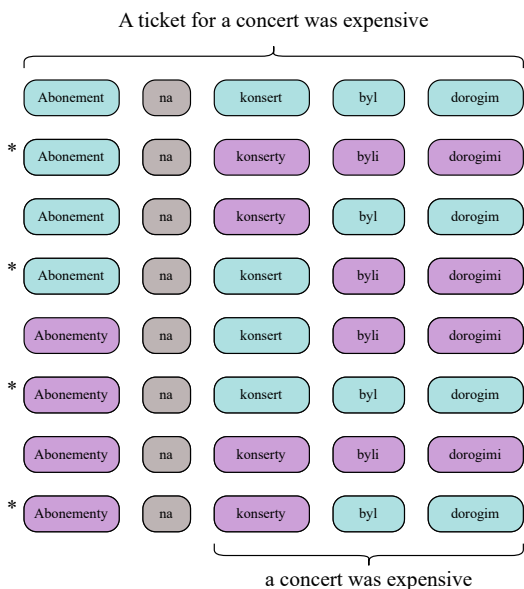 A ticket for a concert was expensive
Abonement na konsert byl dorogim
* Abonement na konserty byli dorogimi
Abonement na konserty byl dorogim
* Abonement na konsert byli dorogimi
Abonementy na konsert byli dorogimi
* Abonementy na konsert byl dorogim
Abonementy na konserty byli dorogimi
* Abonementy na konserty byl dorogim
a concert was expensive